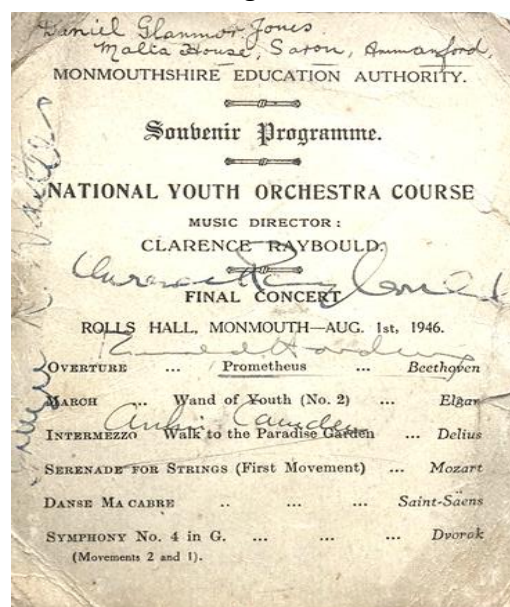 Daniel Glanmor Jones.
Malta House, Saron, Ammanford.
MONMOUTHSHIRE EDUCATION AUTHORITY.
Souvenir Programme.
NATIONAL YOUTH ORCHESTRA COURSE
MUSIC DIRECTOR:
CLARENCE RAYBOULD.
Clarence Raybould
FINAL CONCERT
ROLLS HALL, MONMOUTH—AUG. 1st, 1946.
OVERTURE ... Prometheus ... Beethoven
MARCH ... Wand of Youth (No. 2) ... Elgar
INTERMEZZO Walk to the Paradise Garden ... Delius
SERENADE FOR STRINGS (First Movement) ... Mozart
DANSE MACABRE .. ... ... Saint-Saens
SYMPHONY No. 4 in G. ... ... ... Dvorak
(Movements 2 and 1).